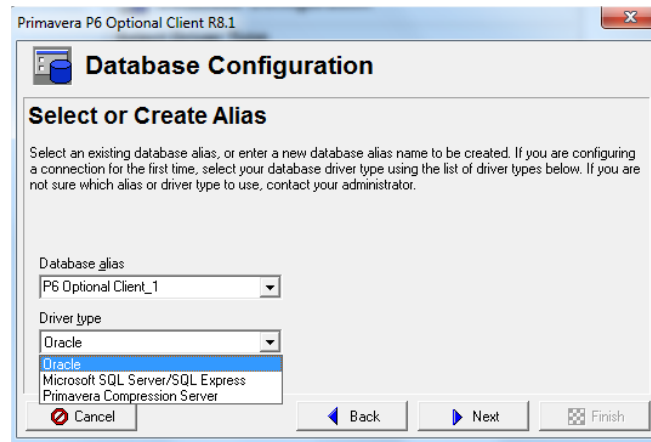 Primavera P6 Optional Client R8.1
Database Configuration
Select or Create Alias
Select an existing database alias, or enter a new database alias name to be created. If you are configuring
a connection for the first time, select your database driver type using the list of driver types below. If you are
not sure which alias or driver type to use, contact your administrator.
Database alias
P6 Optional Client_1
Driver type
Oracle
Oracle
Microsoft SQL Server/SQL Express
Primavera Compression Server
Cancel
Back
Next
Finish